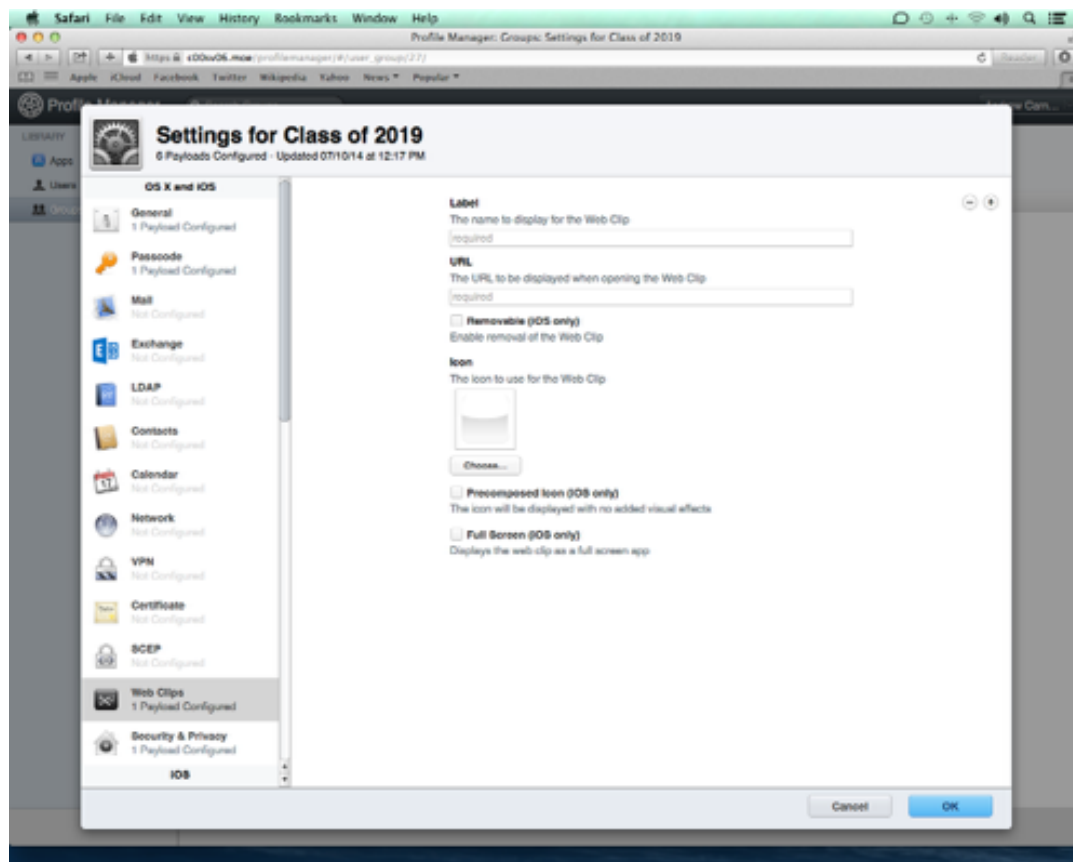 Safari File Edit View History Bookmarks Window Help
Profile Manager: Groups: Settings for Class of 2019
Reader
Apple iCloud Facebook Twitter Wikipedia Yahoo News Popular
LIBRARY
Apps
Users
Settings for Class of 2019
6 Payloads Configured - Updated 07/10/14 at 12:17 PM
OS X and iOS
General
1 Payload Configured
Passcode
1 Payload Configured
Mail
Not Configured
Exchange
Not Configured
LDAP
Not Configured
Contacts
Not Configured
Calendar
Not Configured
Network
Not Configured
VPN
Not Configured
Certificate
Not Configured
SCEP
Not Configured
Web Clips
1 Payload Configured
Security & Privacy
1 Payload Configured
iOS
Label
The name to display for the Web Clip
required
URL
The URL to be displayed when opening the Web Clip
required
Removable (iOS only)
Enable removal of the Web Clip
Icon
The icon to use for the Web Clip
Choose...
Precomposed Icon (iOS only)
The icon will be displayed with no added visual effects
Full Screen (iOS only)
Displays the web clip as a full screen app
Cancel
OK